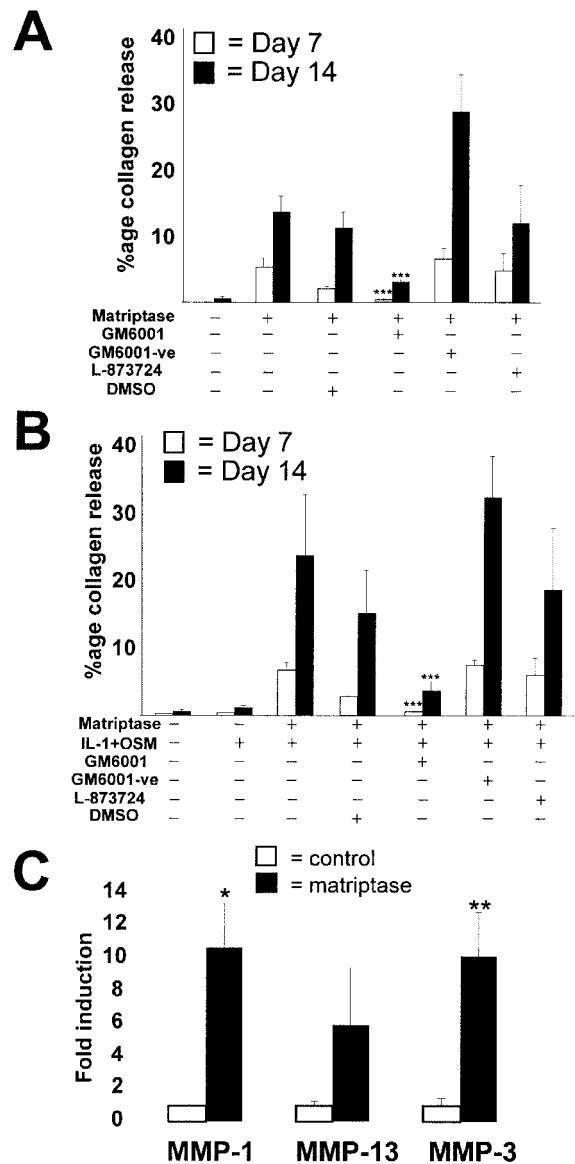 A
40
30
20
10
%age collagen release
= Day 7
= Day 14
*** ***
Matriptase – + + + + +
GM6001 – – – + – –
GM6001-ve – – – – + –
L-873724 – – – – – +
DMSO – – + – – –
B
40
30
20
10
%age collagen release
= Day 7
= Day 14
*** ***
Matriptase – – + + + + +
IL-1+OSM – + + + + + +
GM6001 – – – – + – –
GM6001-ve – – – – – + –
L-873724 – – – – – – +
DMSO – – – + – – –
C
= control
= matriptase
Fold induction
14
12
10
8
6
4
2
0
* **
MMP-1 MMP-13 MMP-3